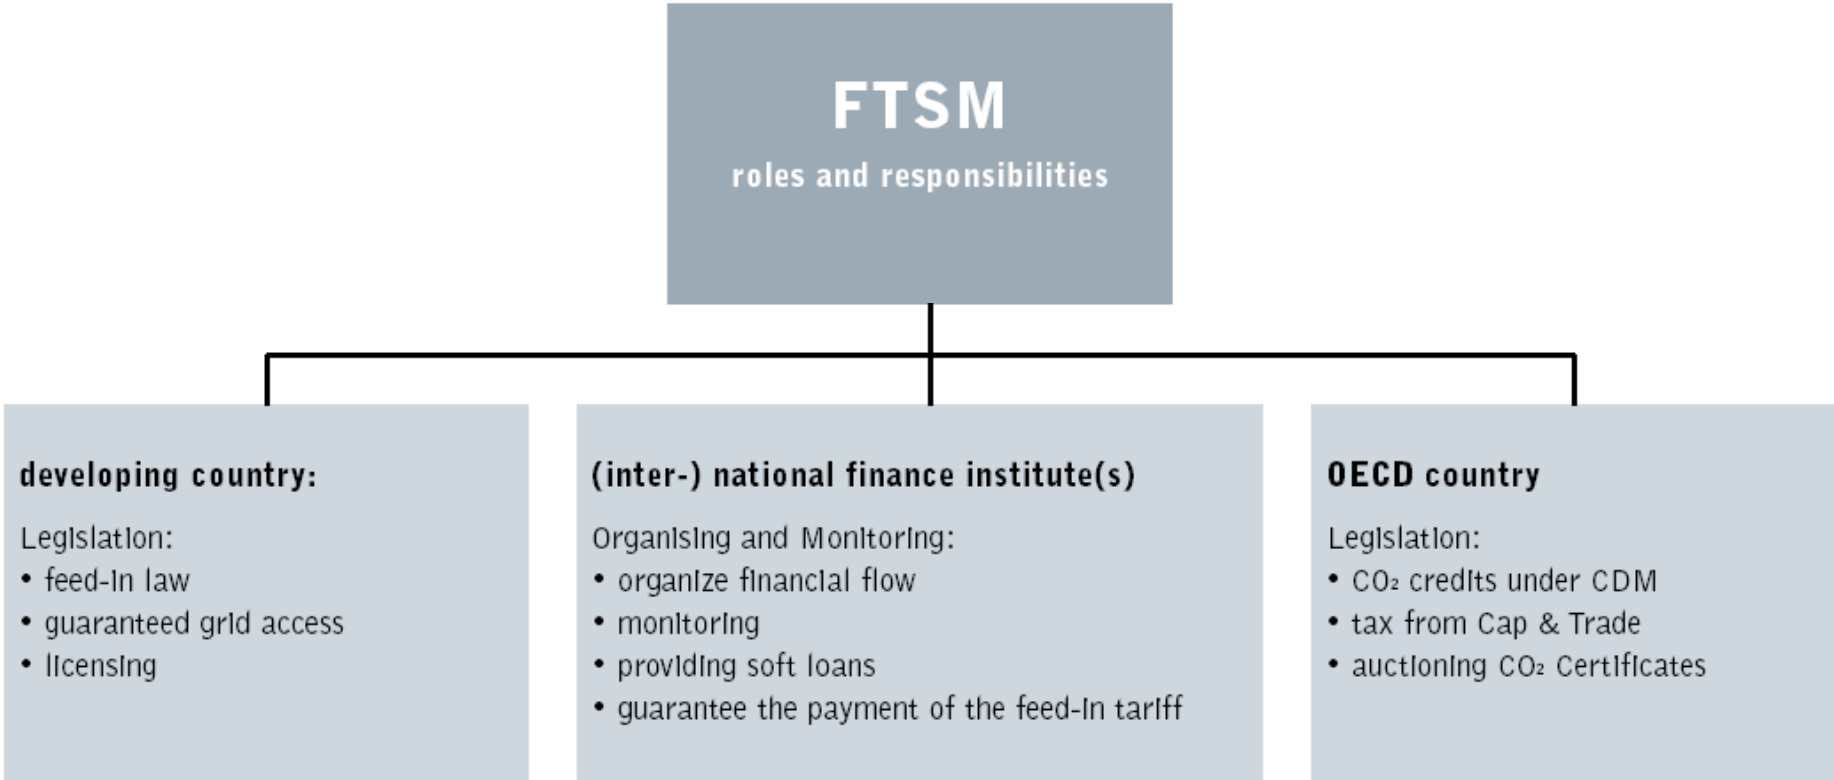 FTSM
roles and responsibilities
developing country:
Legislation:
• feed-in law
• guaranteed grid access
• licensing
(inter-) national finance institute(s)
Organising and Monitoring:
• organize financial flow
• monitoring
• providing soft loans
• guarantee the payment of the feed-in tariff
OECD country
Legislation:
• CO₂ credits under CDM
• tax from Cap & Trade
• auctioning CO₂ Certificates